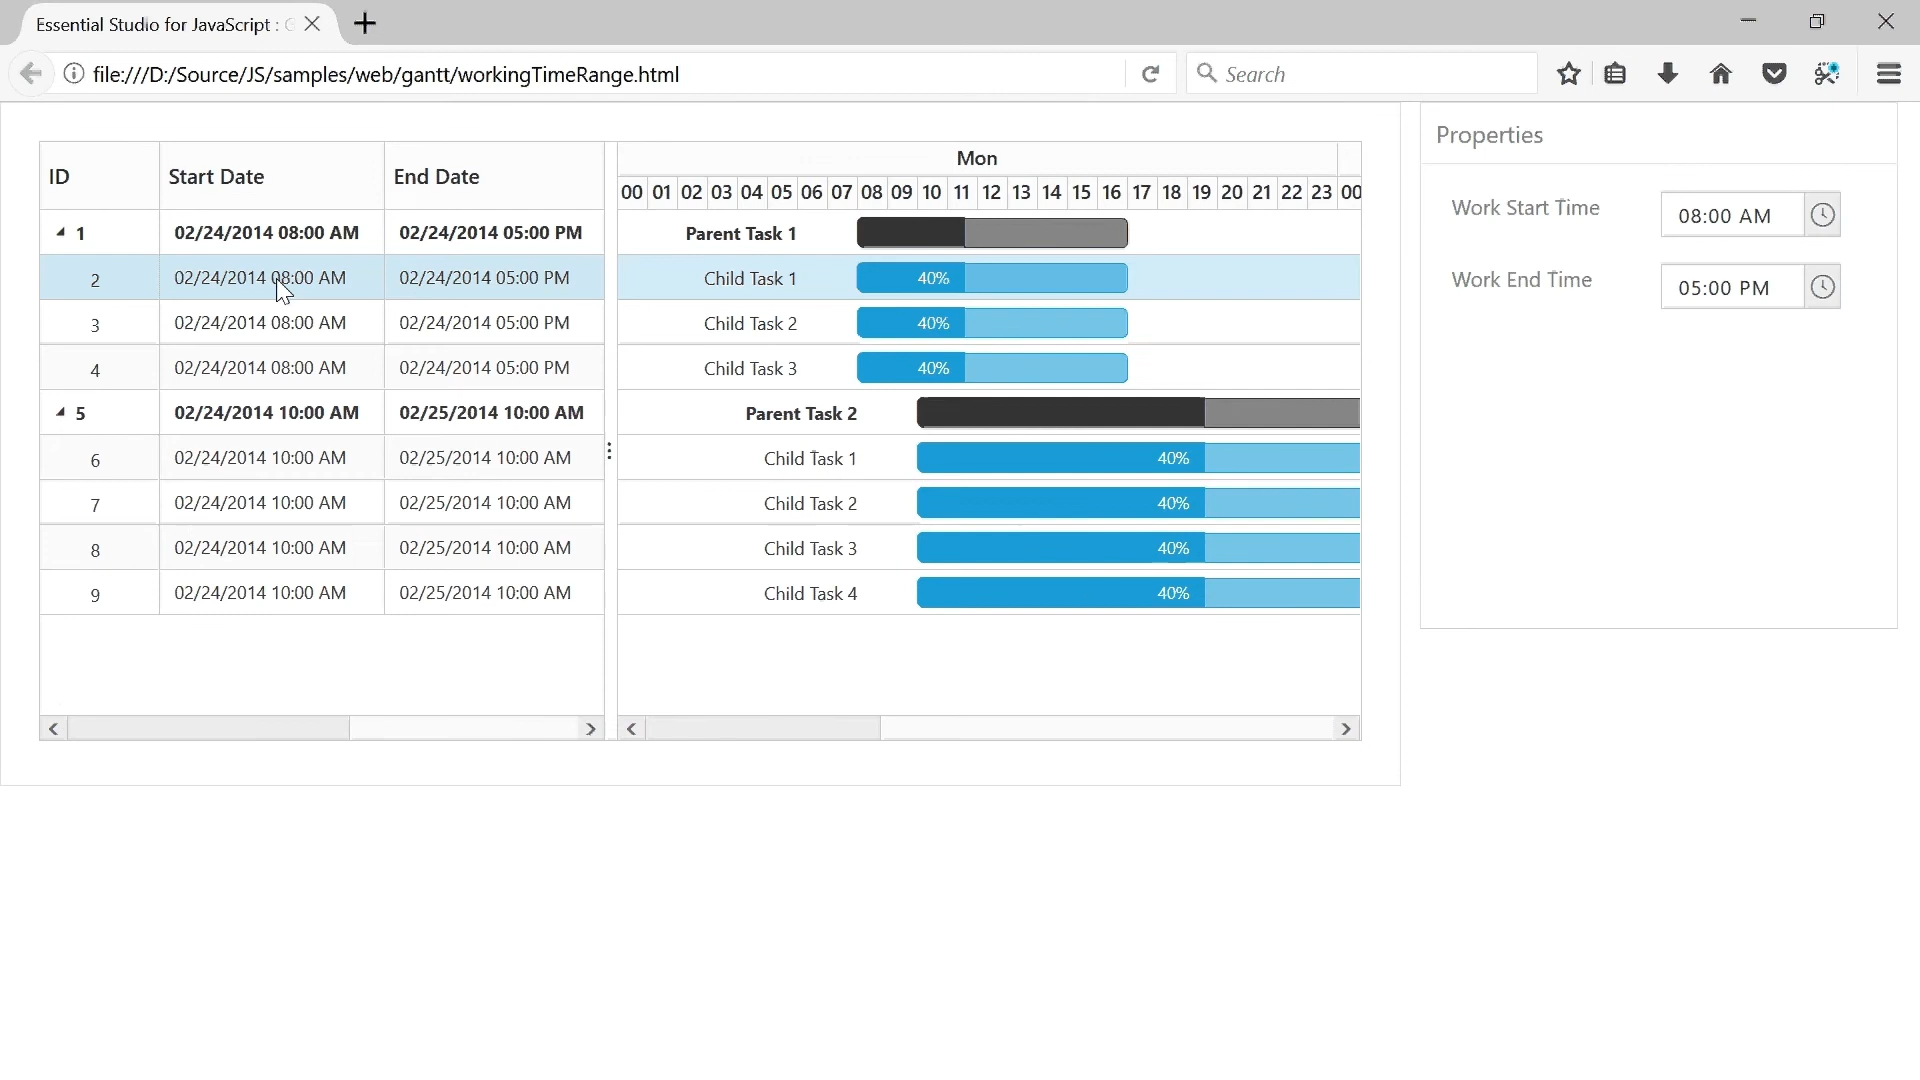 Essential Studio for JavaScript :
file:///D:/Source/JS/samples/web/gantt/workingTimeRange.html
Search
Properties
Mon
ID Start Date End Date
00 01 02 03 04 05 06 07 08 09 10 11 12 13 14 15 16 17 18 19 20 21 22 23 00
Work Start Time 08:00 AM
1 02/24/2014 08:00 AM 02/24/2014 05:00 PM Parent Task 1
2 02/24/2014 08:00 AM 02/24/2014 05:00 PM Child Task 1 40%
Work End Time 05:00 PM
3 02/24/2014 08:00 AM 02/24/2014 05:00 PM Child Task 2 40%
4 02/24/2014 08:00 AM 02/24/2014 05:00 PM Child Task 3 40%
5 02/24/2014 10:00 AM 02/25/2014 10:00 AM Parent Task 2
6 02/24/2014 10:00 AM 02/25/2014 10:00 AM Child Task 1 40%
7 02/24/2014 10:00 AM 02/25/2014 10:00 AM Child Task 2 40%
8 02/24/2014 10:00 AM 02/25/2014 10:00 AM Child Task 3 40%
9 02/24/2014 10:00 AM 02/25/2014 10:00 AM Child Task 4 40%